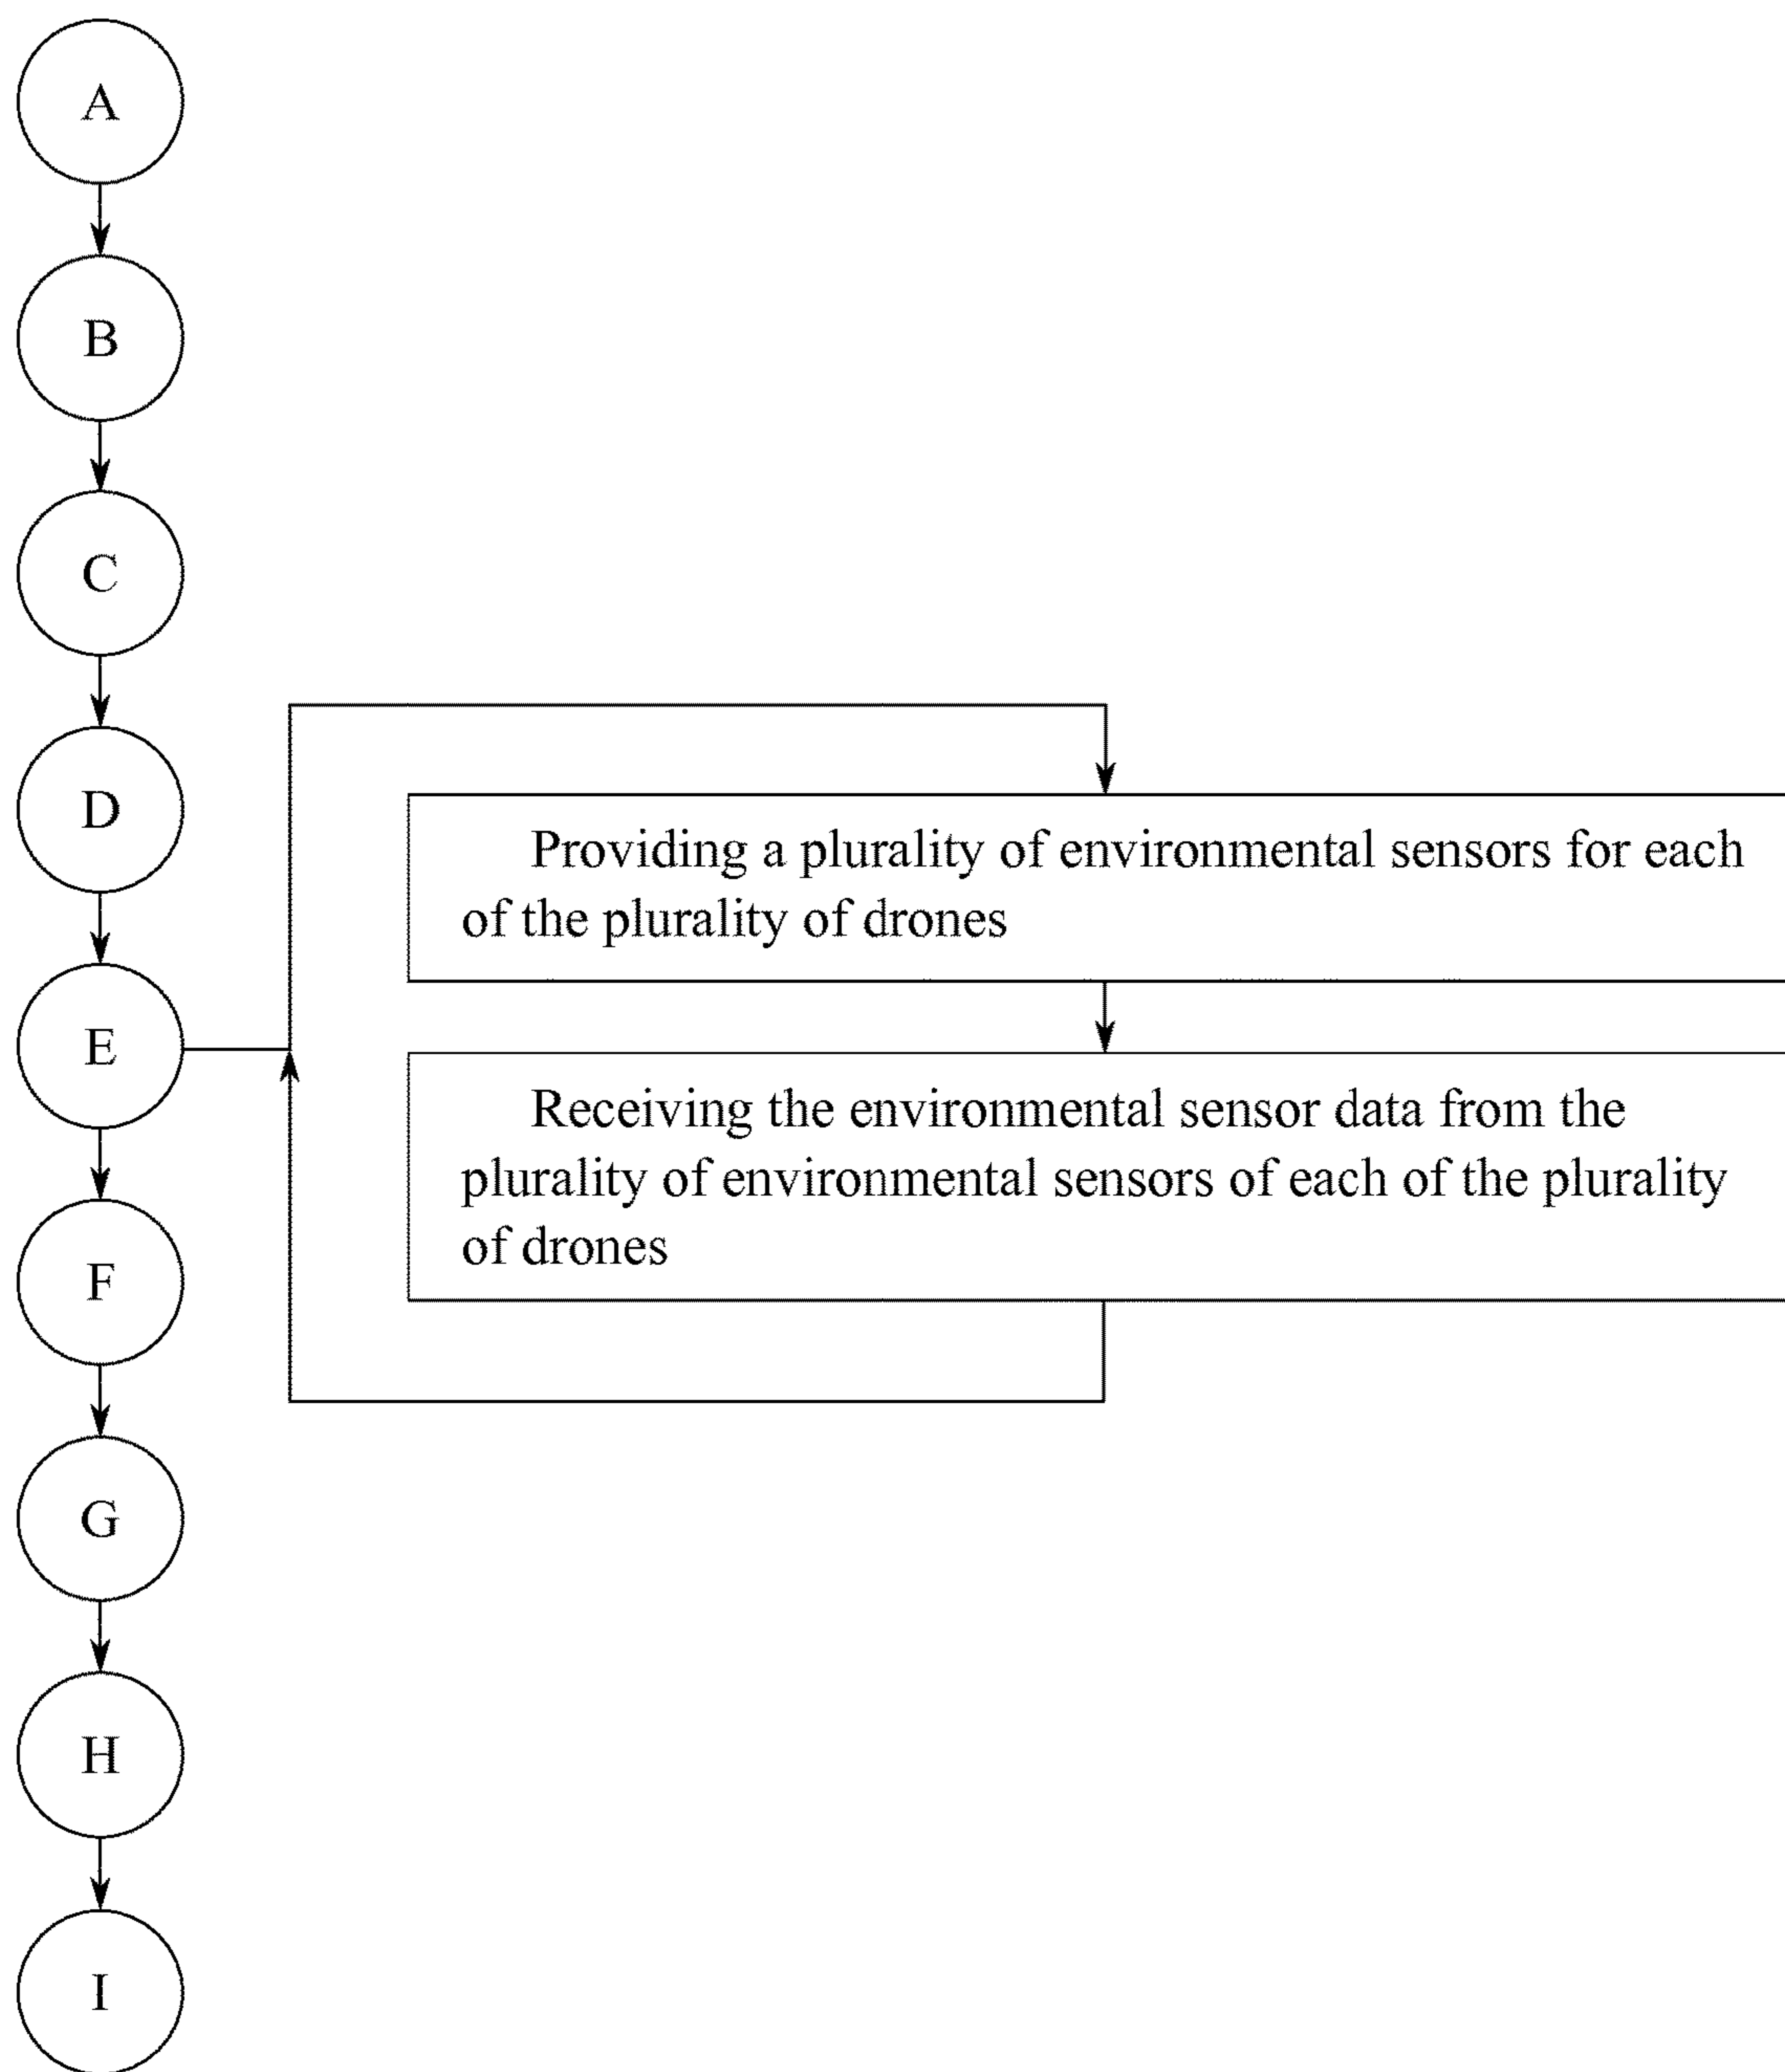 A
B
C
D
Providing a plurality of environmental sensors for each
of the plurality of drones
E
Receiving the environmental sensor data from the
plurality of environmental sensors of each of the plurality
of drones
F
G
H
I